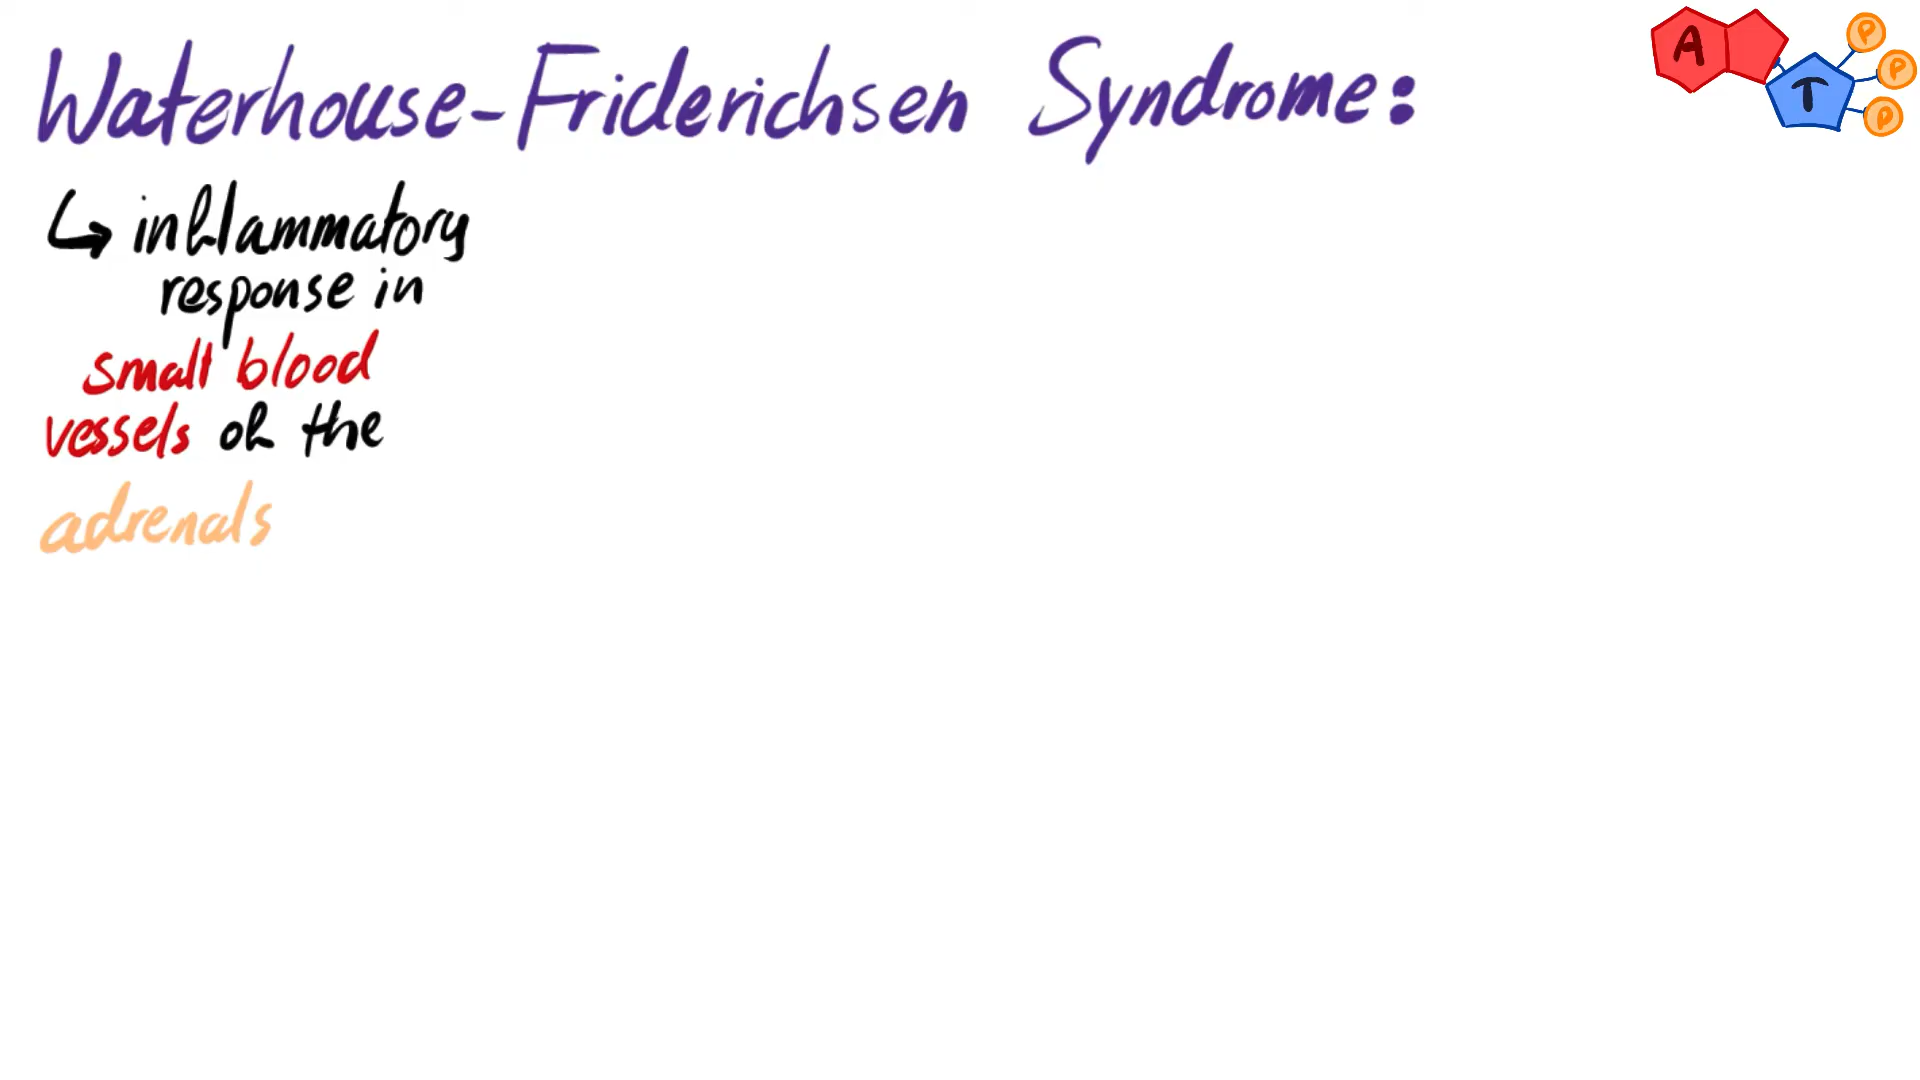 Waterhouse-Friderichsen Syndrome:
inflammatory
response in
small blood
vessels of the
adrenals
A
T
P
P
P